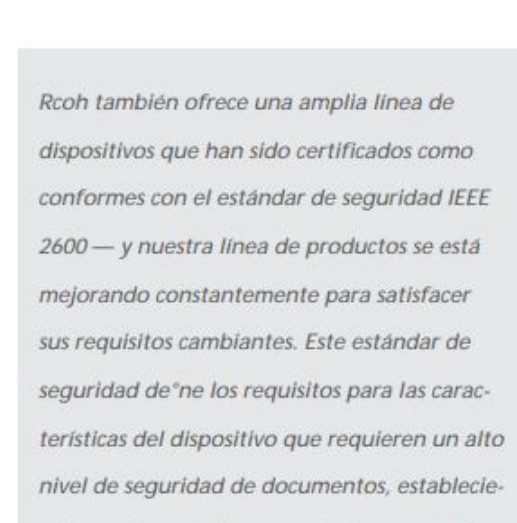 Rcoh también ofrece una amplia línea de
dispositivos que han sido certificados como
conformes con el estándar de seguridad IEEE
2600 — y nuestra línea de productos se está
mejorando constantemente para satisfacer
sus requisitos cambiantes. Este estándar de
seguridad de°ne los requisitos para las carac-
terísticas del dispositivo que requieren un alto
nivel de seguridad de documentos, establecie-